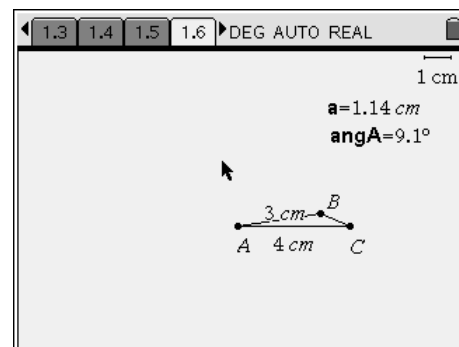 1.3 1.4 1.5 1.6 DEG AUTO REAL
1 cm
a=1.14 cm
angA=9.1°
3 cm
B
A 4 cm C